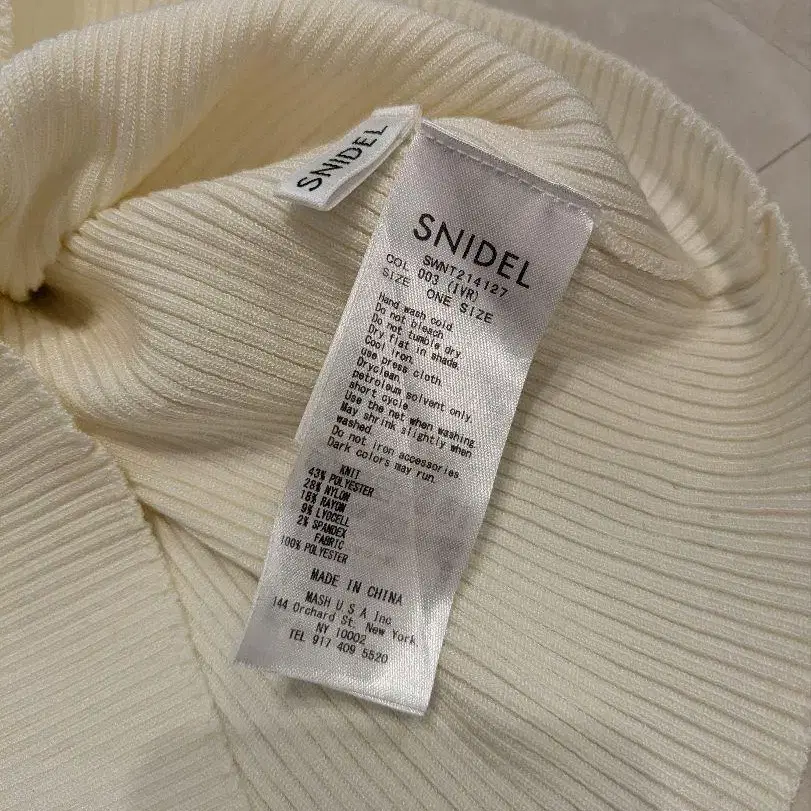 SNIDEL
SNIDEL
SWNT214127
COL 003 (IVR)
SIZE ONE SIZE
Hand wash cold
Do not bleach
Do not tumble dry
Dry flat in shade.
Cool iron.
use press cloth.
Dryclean,
petroleum solvent only.
short cycle.
Use the net when washing.
May shrink slightly when
washed.
Do not iron accessories.
Dark colors may run.
KNIT
43% POLYESTER
28% NYLON
18% RAYON
9% LYOCELL
2% SPANDEX
FABRIC
100% POLYESTER
MADE IN CHINA
MASH U S A Inc
144 Orchard St. New York
NY 10002
TEL 917 409 5520